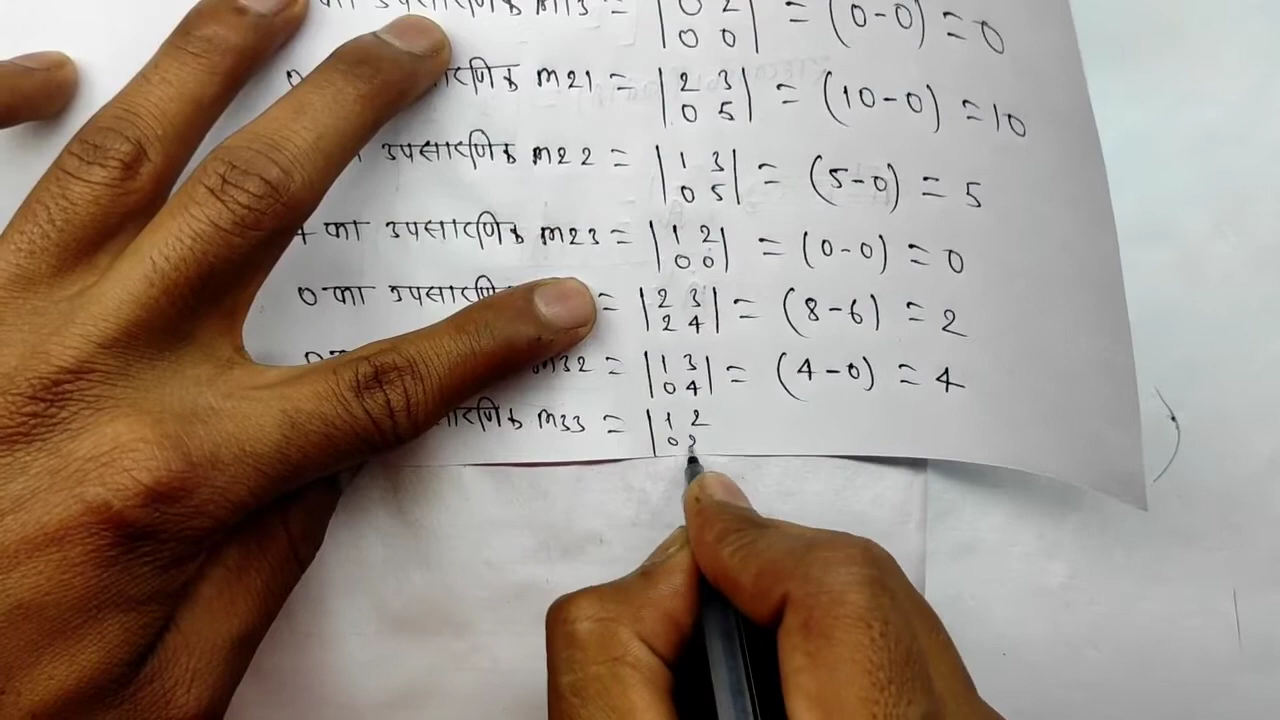 का उपसारणिक m13 = |0 2 0 0| = (0-0) = 0
0 सारणिक m21 = |2 3 0 5| = (10-0) = 10
उपसारणिक m22 = |1 3 0 5| = (5-0) = 5
4 का उपसारणिक m23 = |1 2 0 0| = (0-0) = 0
0 का उपसारणिक = |2 3 2 4| = (8-6) = 2
m32 = |1 3 0 4| = (4-0) = 4
सारणिक m33 = |1 2 0 2